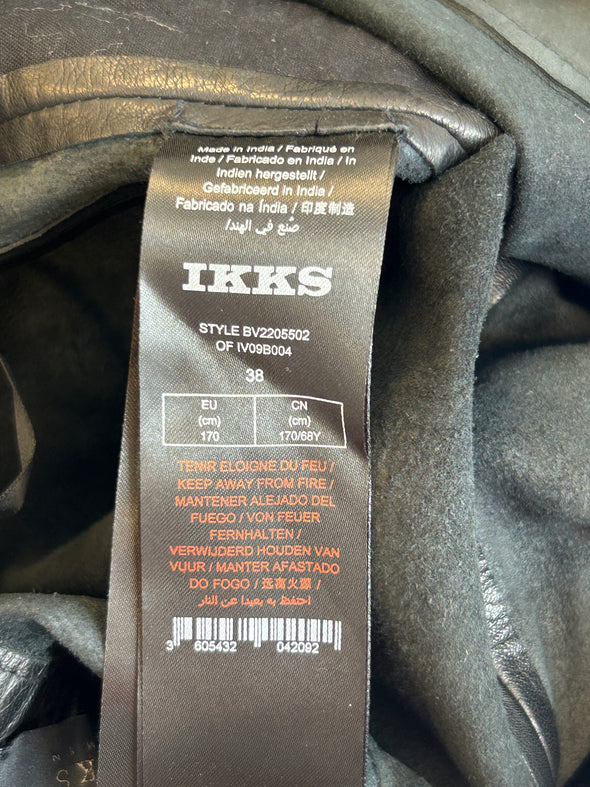 Made in India / Fabriqué en
Inde / Fabricado en India / In
Indien hergestellt /
Gefabriceerd in India /
Fabricado na Índia / 印度制造
صُنع في الهند/
IKKS
STYLE BV2205502
OF IV09B004
38
EU CN
(cm) (cm)
170 170/68Y
TENIR ELOIGNE DU FEU /
KEEP AWAY FROM FIRE /
MANTENER ALEJADO DEL
FUEGO / VON FEUER
FERNHALTEN /
VERWIJDERD HOUDEN VAN
VUUR / MANTER AFASTADO
DO FOGO / 远离火源 /
احتفظ به بعيدا عن النار
3 605432 042092